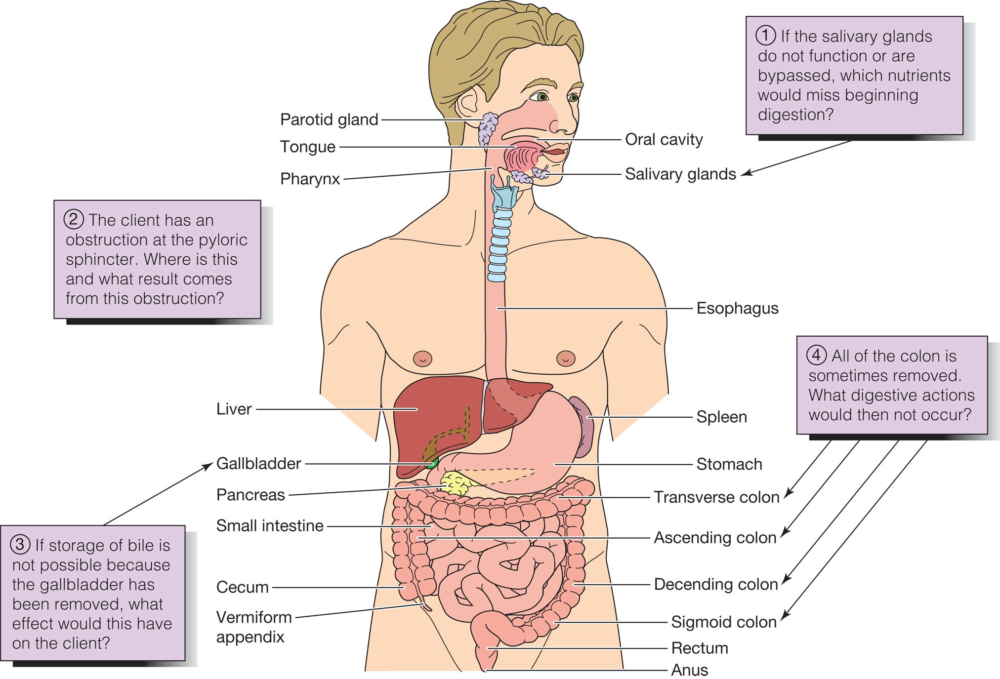 ① If the salivary glands
do not function or are
bypassed, which nutrients
would miss beginning
digestion?
Parotid gland
Tongue
Pharynx
Oral cavity
Salivary glands
② The client has an
obstruction at the pyloric
sphincter. Where is this
and what result comes
from this obstruction?
Esophagus
④ All of the colon is
sometimes removed.
What digestive actions
would then not occur?
Liver
Gallbladder
Pancreas
Small intestine
Cecum
Vermiform
appendix
Spleen
Stomach
Transverse colon
Ascending colon
Decending colon
Sigmoid colon
Rectum
Anus
③ If storage of bile is
not possible because
the gallbladder has
been removed, what
effect would this have
on the client?